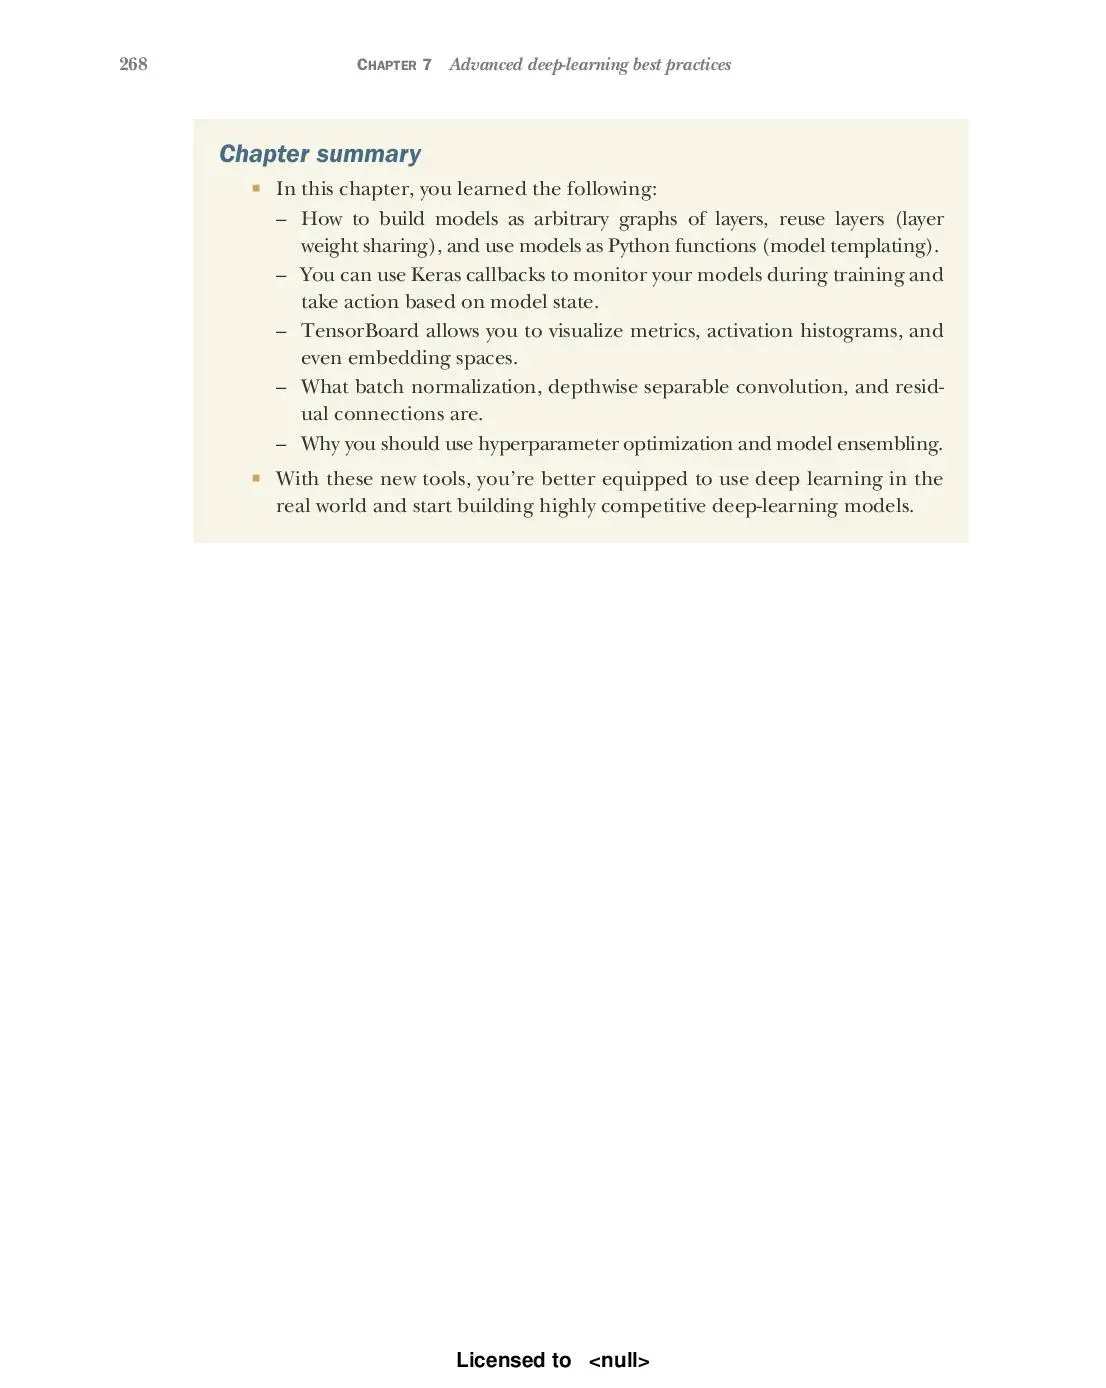 268
CHAPTER 7 Advanced deep-learning best practices
Chapter summary
■ In this chapter, you learned the following:
– How to build models as arbitrary graphs of layers, reuse layers (layer
weight sharing), and use models as Python functions (model templating).
– You can use Keras callbacks to monitor your models during training and
take action based on model state.
– TensorBoard allows you to visualize metrics, activation histograms, and
even embedding spaces.
– What batch normalization, depthwise separable convolution, and resid-
ual connections are.
– Why you should use hyperparameter optimization and model ensembling.
■ With these new tools, you’re better equipped to use deep learning in the
real world and start building highly competitive deep-learning models.
Licensed to <null>